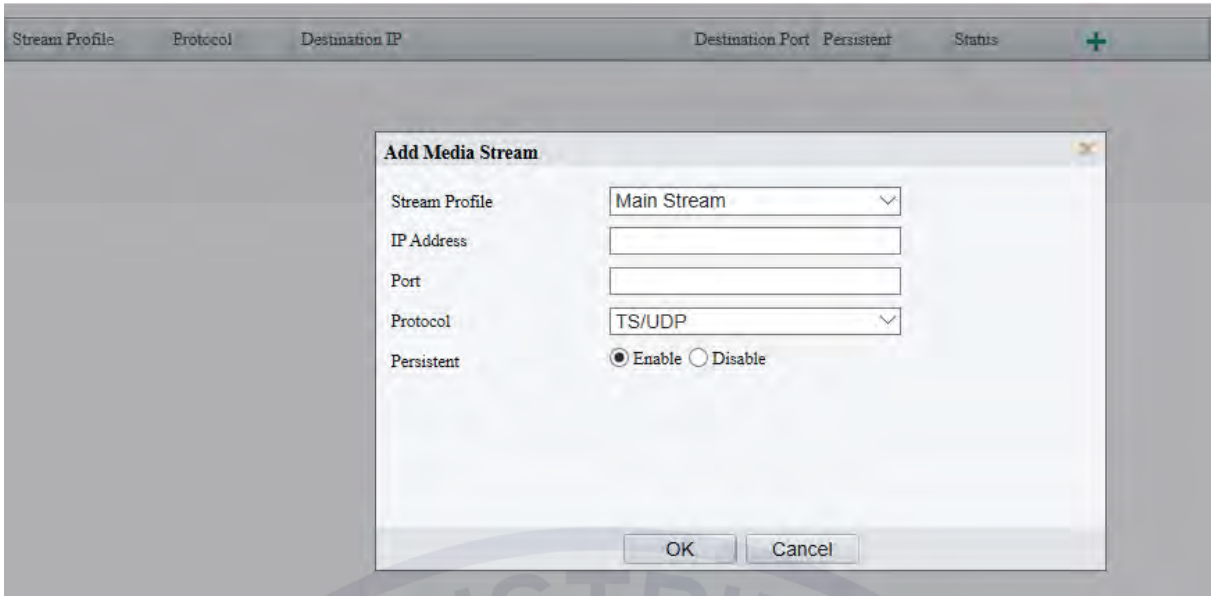 Stream Profile Protocol Destination IP Destination Port Persistent Status
Add Media Stream
Stream Profile Main Stream
IP Address
Port
Protocol TS/UDP
Persistent Enable Disable
OK Cancel